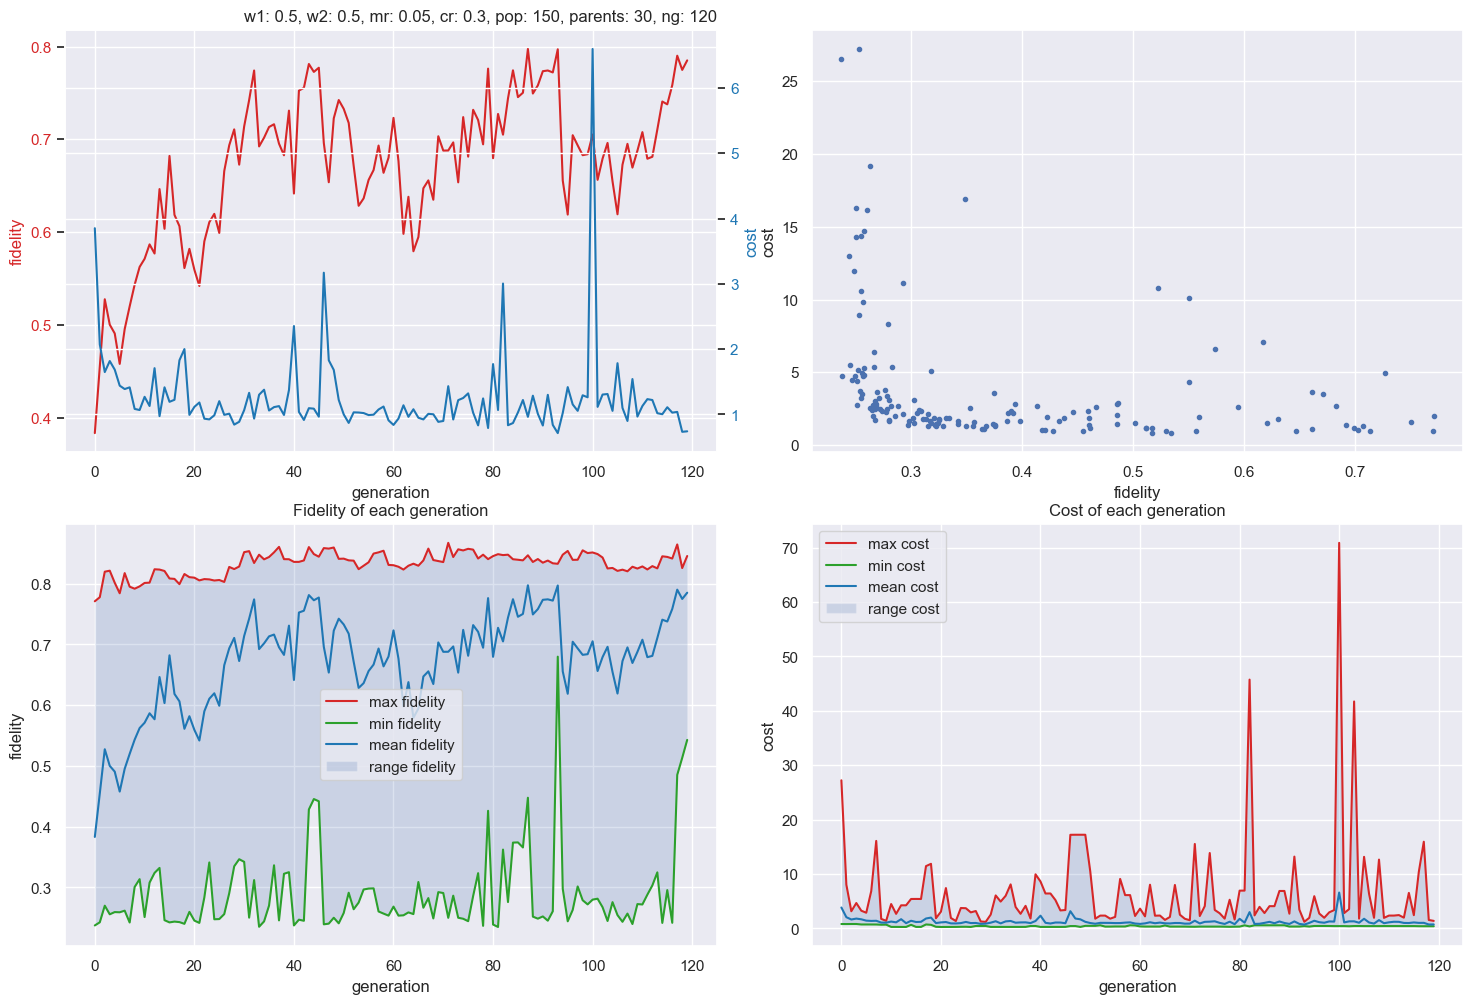 w1: 0.5, w2: 0.5, mr: 0.05, cr: 0.3, pop: 150, parents: 30, ng: 120
0.8
0.7
0.6
0.5
0.4
fidelity
6
5
4
3
2
1
cost
0 20 40 60 80 100 120
generation
25
20
15
10
5
0
cost
0.3 0.4 0.5 0.6 0.7
fidelity
Fidelity of each generation
0.8
0.7
0.6
0.5
0.4
0.3
fidelity
max fidelity
min fidelity
mean fidelity
range fidelity
0 20 40 60 80 100 120
generation
Cost of each generation
70
60
50
40
30
20
10
0
cost
max cost
min cost
mean cost
range cost
0 20 40 60 80 100 120
generation